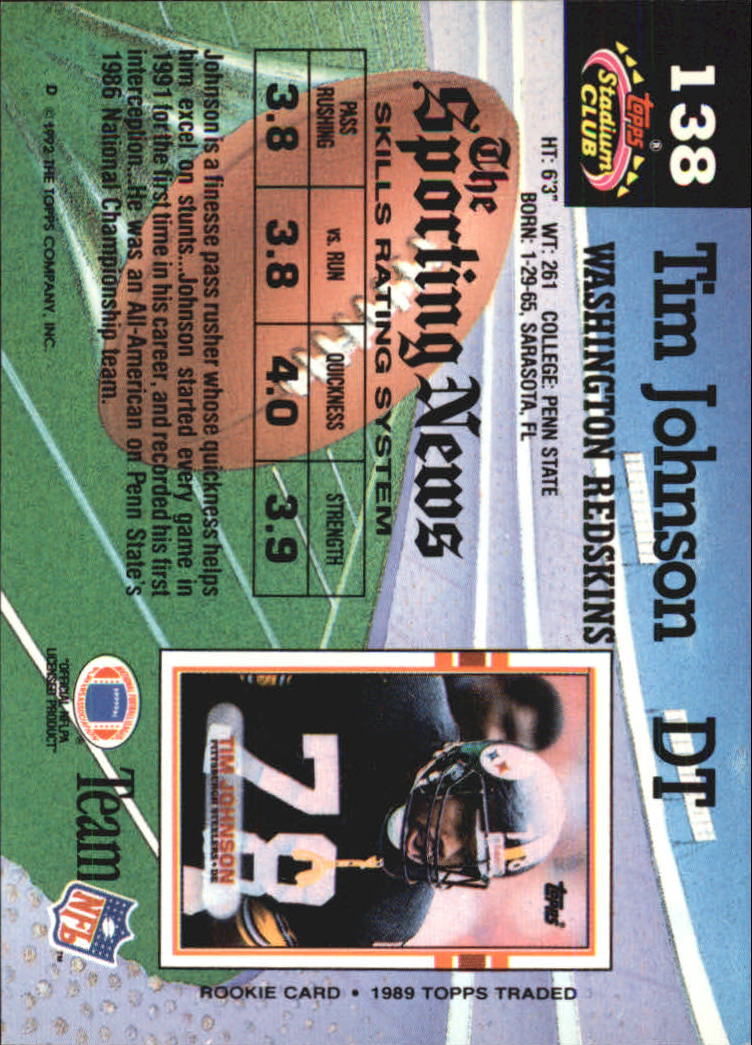 138
Topps®
Stadium
CLUB
Tim Johnson DT
WASHINGTON REDSKINS
HT: 6'3" WT: 261 COLLEGE: PENN STATE
BORN: 1-29-65, SARASOTA, FL
The
Sporting News
SKILLS RATING SYSTEM
PASS RUSHING vs. RUN QUICKNESS STRENGTH
3.8 3.8 4.0 3.9
Johnson is a finesse pass rusher whose quickness helps
him excel on stunts...Johnson started every game in
1991 for the first time in his career, and recorded his first
interception. He was an All-American on Penn State's
1986 National Championship team.
D © 1992 THE TOPPS COMPANY, INC.
Topps®
78
TIM JOHNSON
PITTSBURGH STEELERS • DE
ROOKIE CARD • 1989 TOPPS TRADED
"OFFICIAL NFLPA
LICENSED PRODUCT"
®
Team
NFL
™